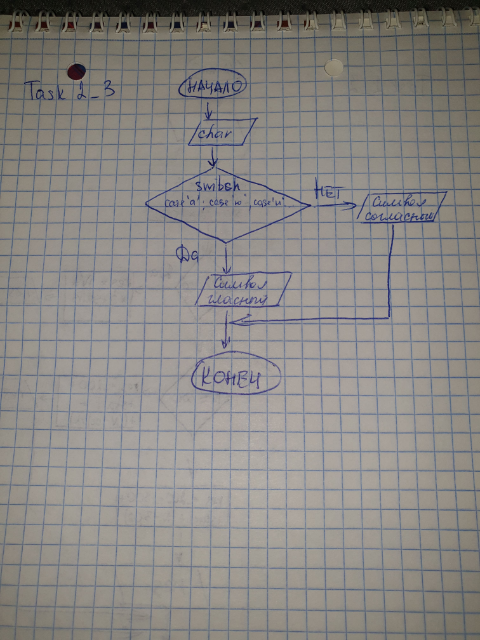 Task 2_3
НАЧАЛО
char
switch
case 'a', case 'ю', case 'и'
НЕТ
Символ
согласный
Да
Символ
гласный
КОНЕЦ